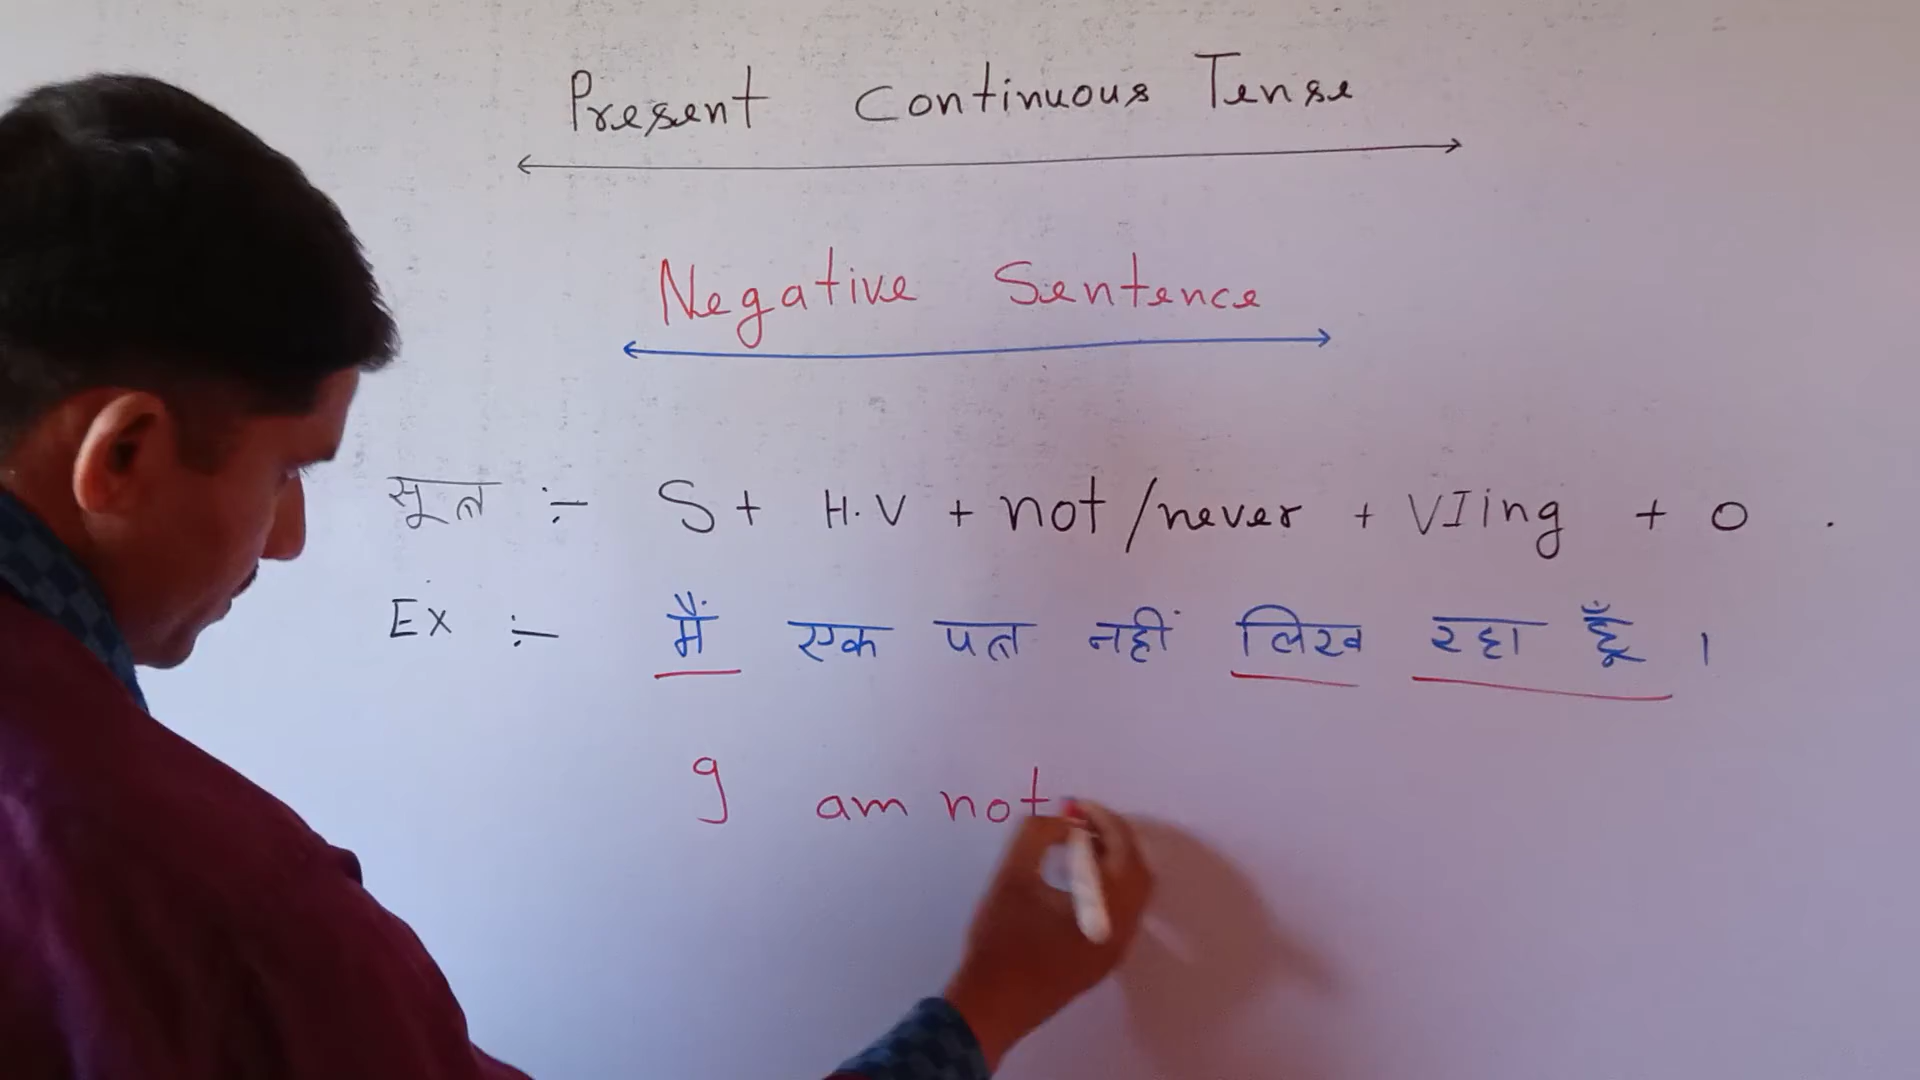 Present Continuous Tense
Negative Sentence
सूत्र :- S + H.V + not / never + VIing + O .
Ex :- मैं एक पत्र नहीं लिख रहा हूँ ।
I am not